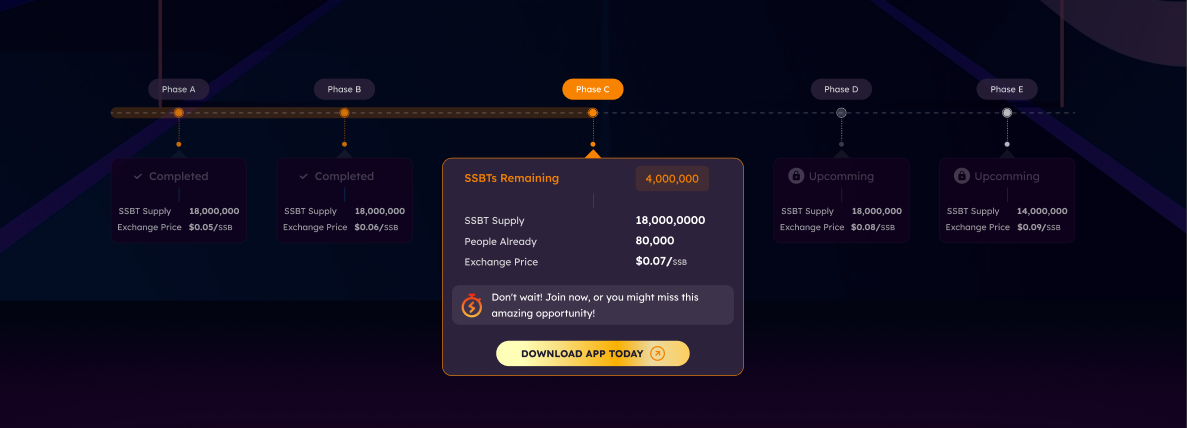 Phase A
Phase B
Phase C
Phase D
Phase E
Completed
SSBT Supply 18,000,000
Exchange Price $0.05/SSB
Completed
SSBT Supply 18,000,000
Exchange Price $0.06/SSB
SSBTs Remaining 4,000,000
SSBT Supply 18,000,0000
People Already 80,000
Exchange Price $0.07/SSB
Don't wait! Join now, or you might miss this
amazing opportunity!
DOWNLOAD APP TODAY
Upcomming
SSBT Supply 18,000,000
Exchange Price $0.08/SSB
Upcomming
SSBT Supply 14,000,000
Exchange Price $0.09/SSB